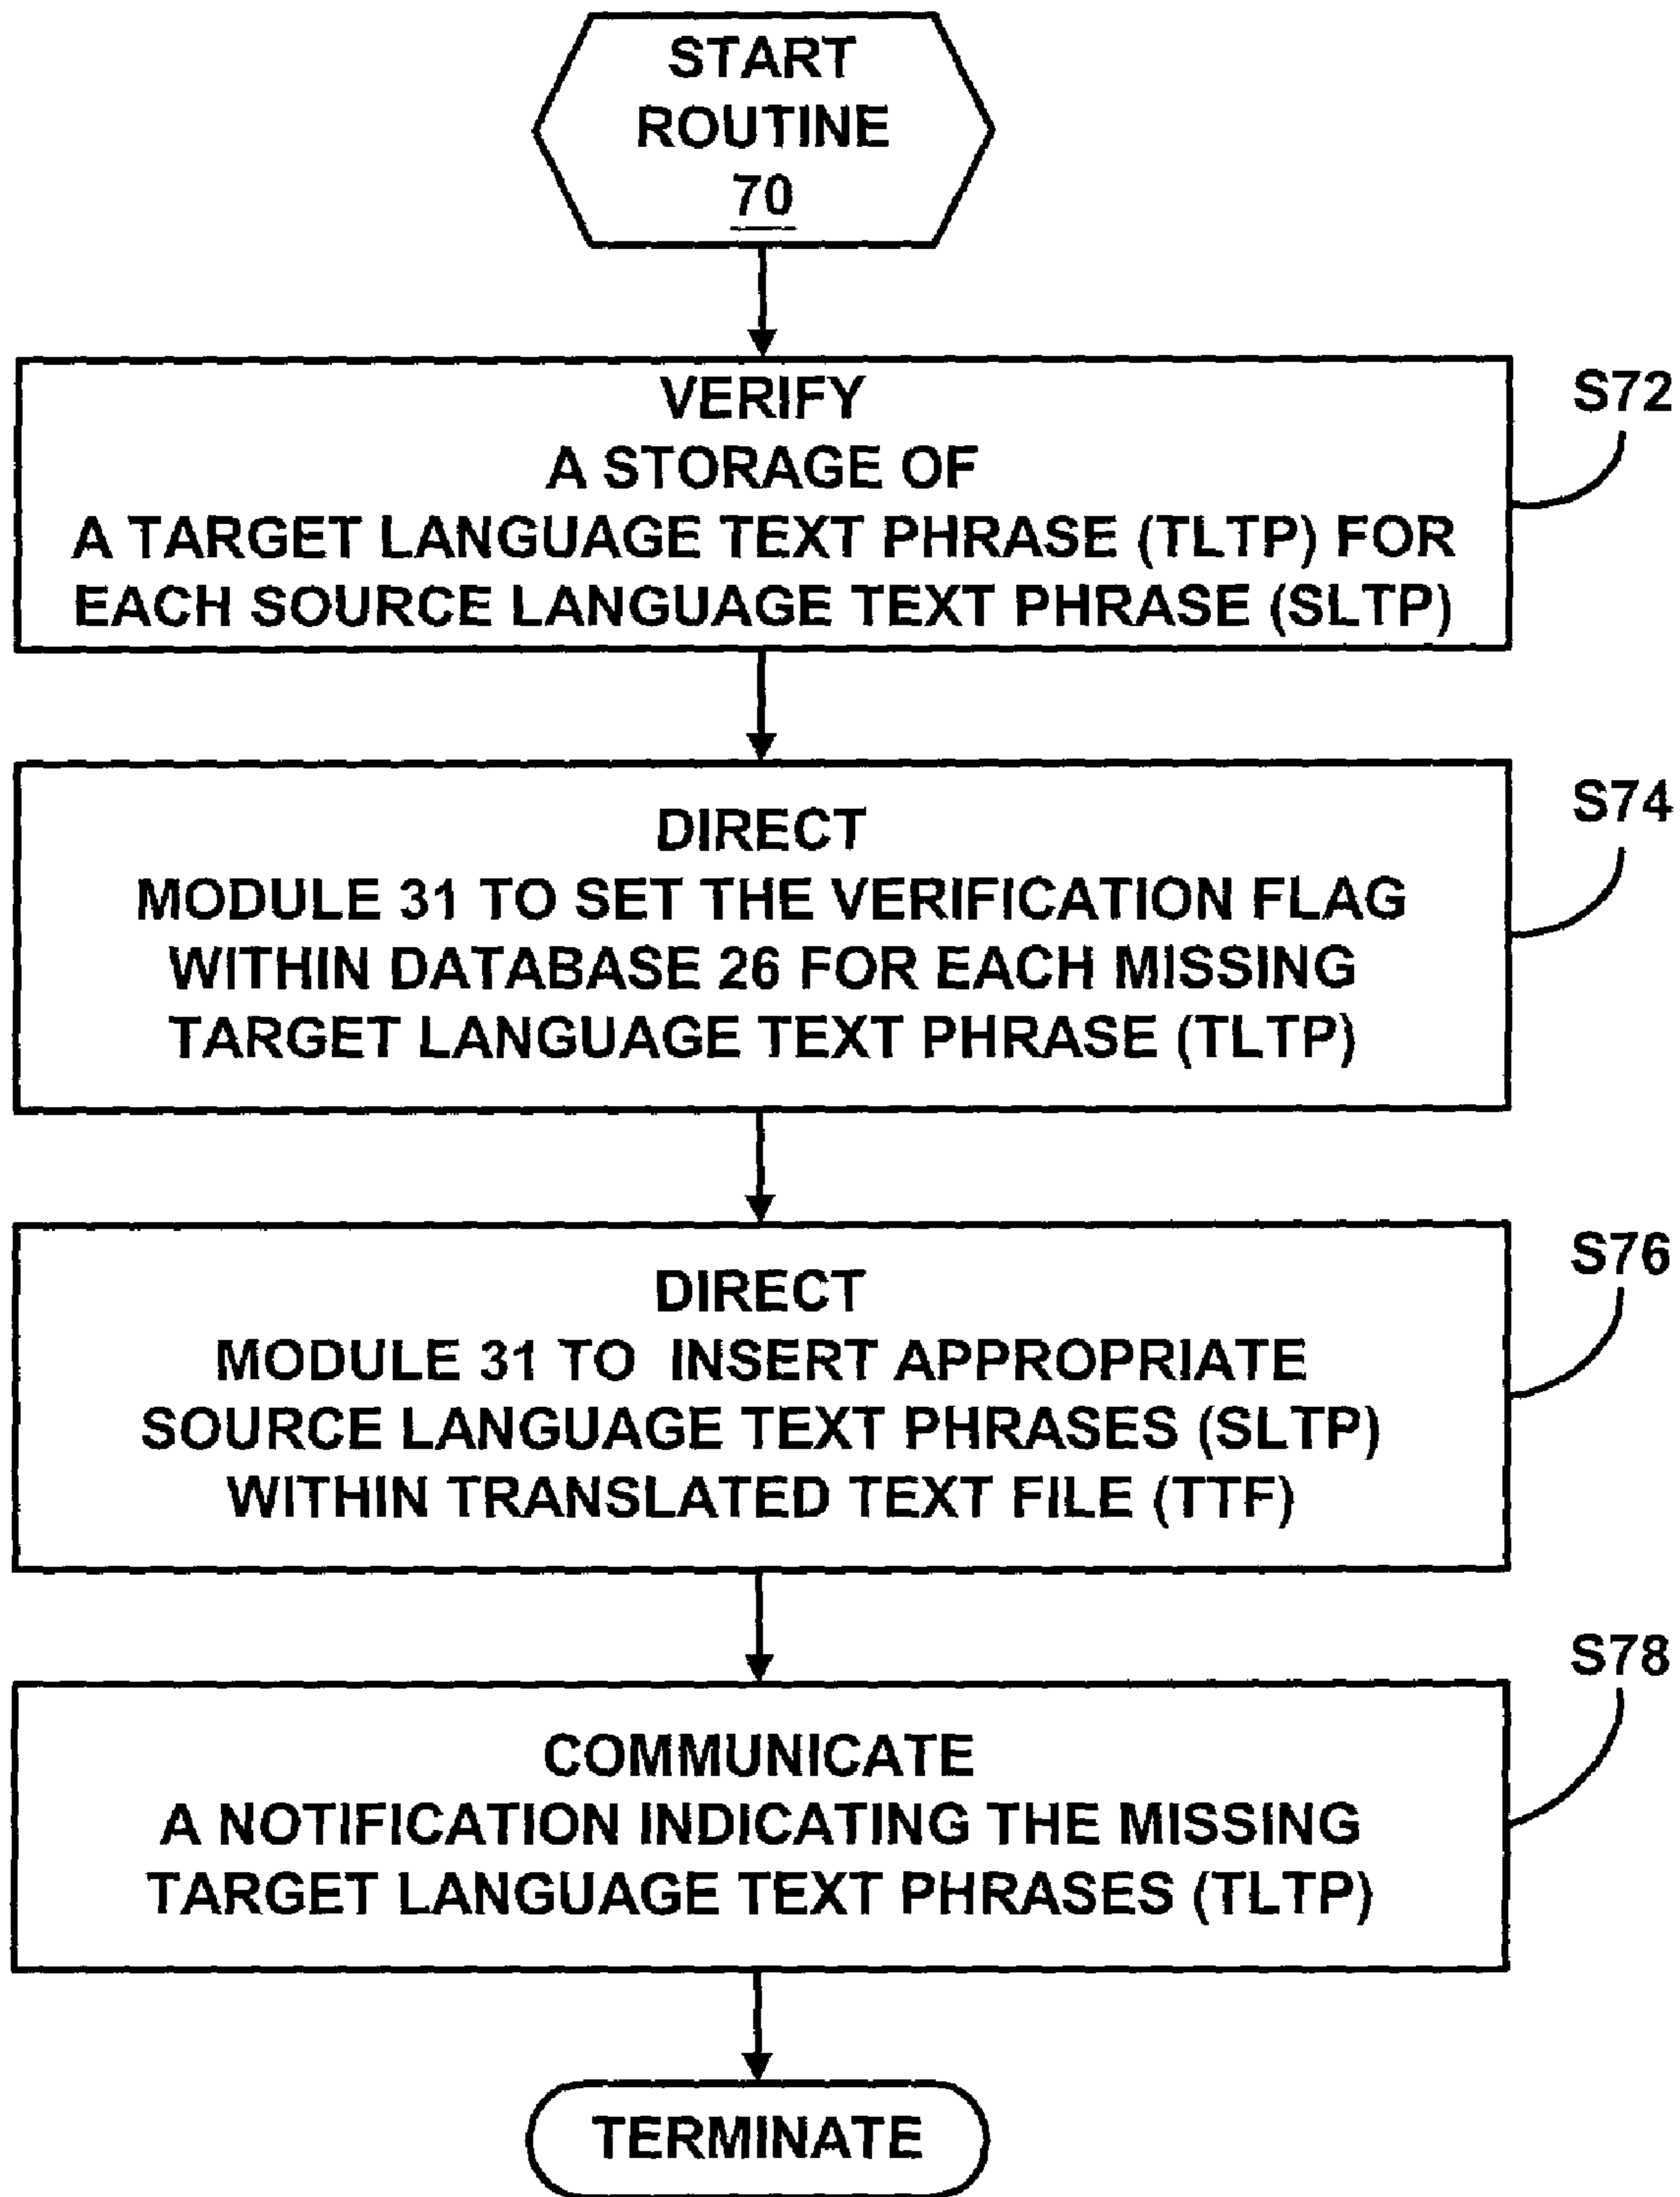 START
ROUTINE
70
VERIFY
A STORAGE OF
A TARGET LANGUAGE TEXT PHRASE (TLTP) FOR
EACH SOURCE LANGUAGE TEXT PHRASE (SLTP)
S72
DIRECT
MODULE 31 TO SET THE VERIFICATION FLAG
WITHIN DATABASE 26 FOR EACH MISSING
TARGET LANGUAGE TEXT PHRASE (TLTP)
S74
DIRECT
MODULE 31 TO INSERT APPROPRIATE
SOURCE LANGUAGE TEXT PHRASES (SLTP)
WITHIN TRANSLATED TEXT FILE (TTF)
S76
COMMUNICATE
A NOTIFICATION INDICATING THE MISSING
TARGET LANGUAGE TEXT PHRASES (TLTP)
S78
TERMINATE